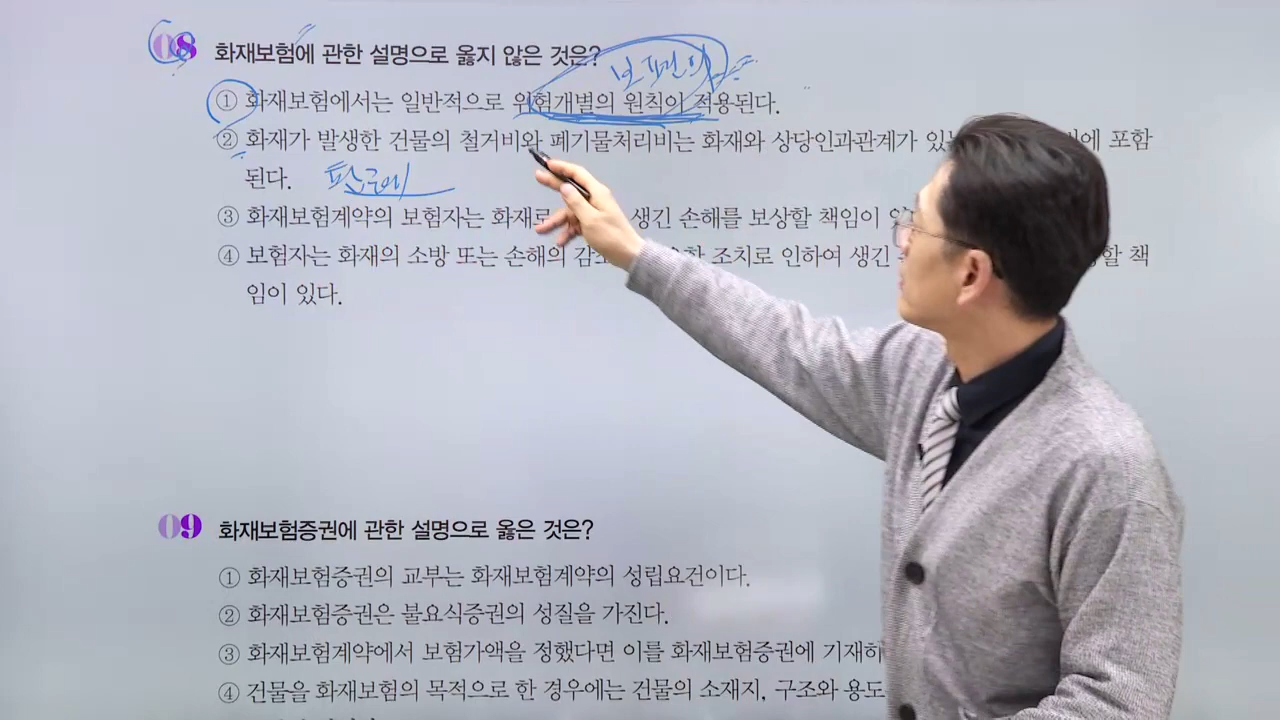 08 화재보험에 관한 설명으로 옳지 않은 것은?
① 화재보험에서는 일반적으로 위험개별의 원칙이 적용된다.
② 화재가 발생한 건물의 철거비와 폐기물처리비는 화재와 상당인과관계가 있는 에 포함
된다.
③ 화재보험계약의 보험자는 화재로 생긴 손해를 보상할 책임이
④ 보험자는 화재의 소방 또는 손해의 조치로 인하여 생긴 할 책
임이 있다.
09 화재보험증권에 관한 설명으로 옳은 것은?
① 화재보험증권의 교부는 화재보험계약의 성립요건이다.
② 화재보험증권은 불요식증권의 성질을 가진다.
③ 화재보험계약에서 보험가액을 정했다면 이를 화재보험증권에
④ 건물을 화재보험의 목적으로 한 경우에는 건물의 소재지, 구조와 용도